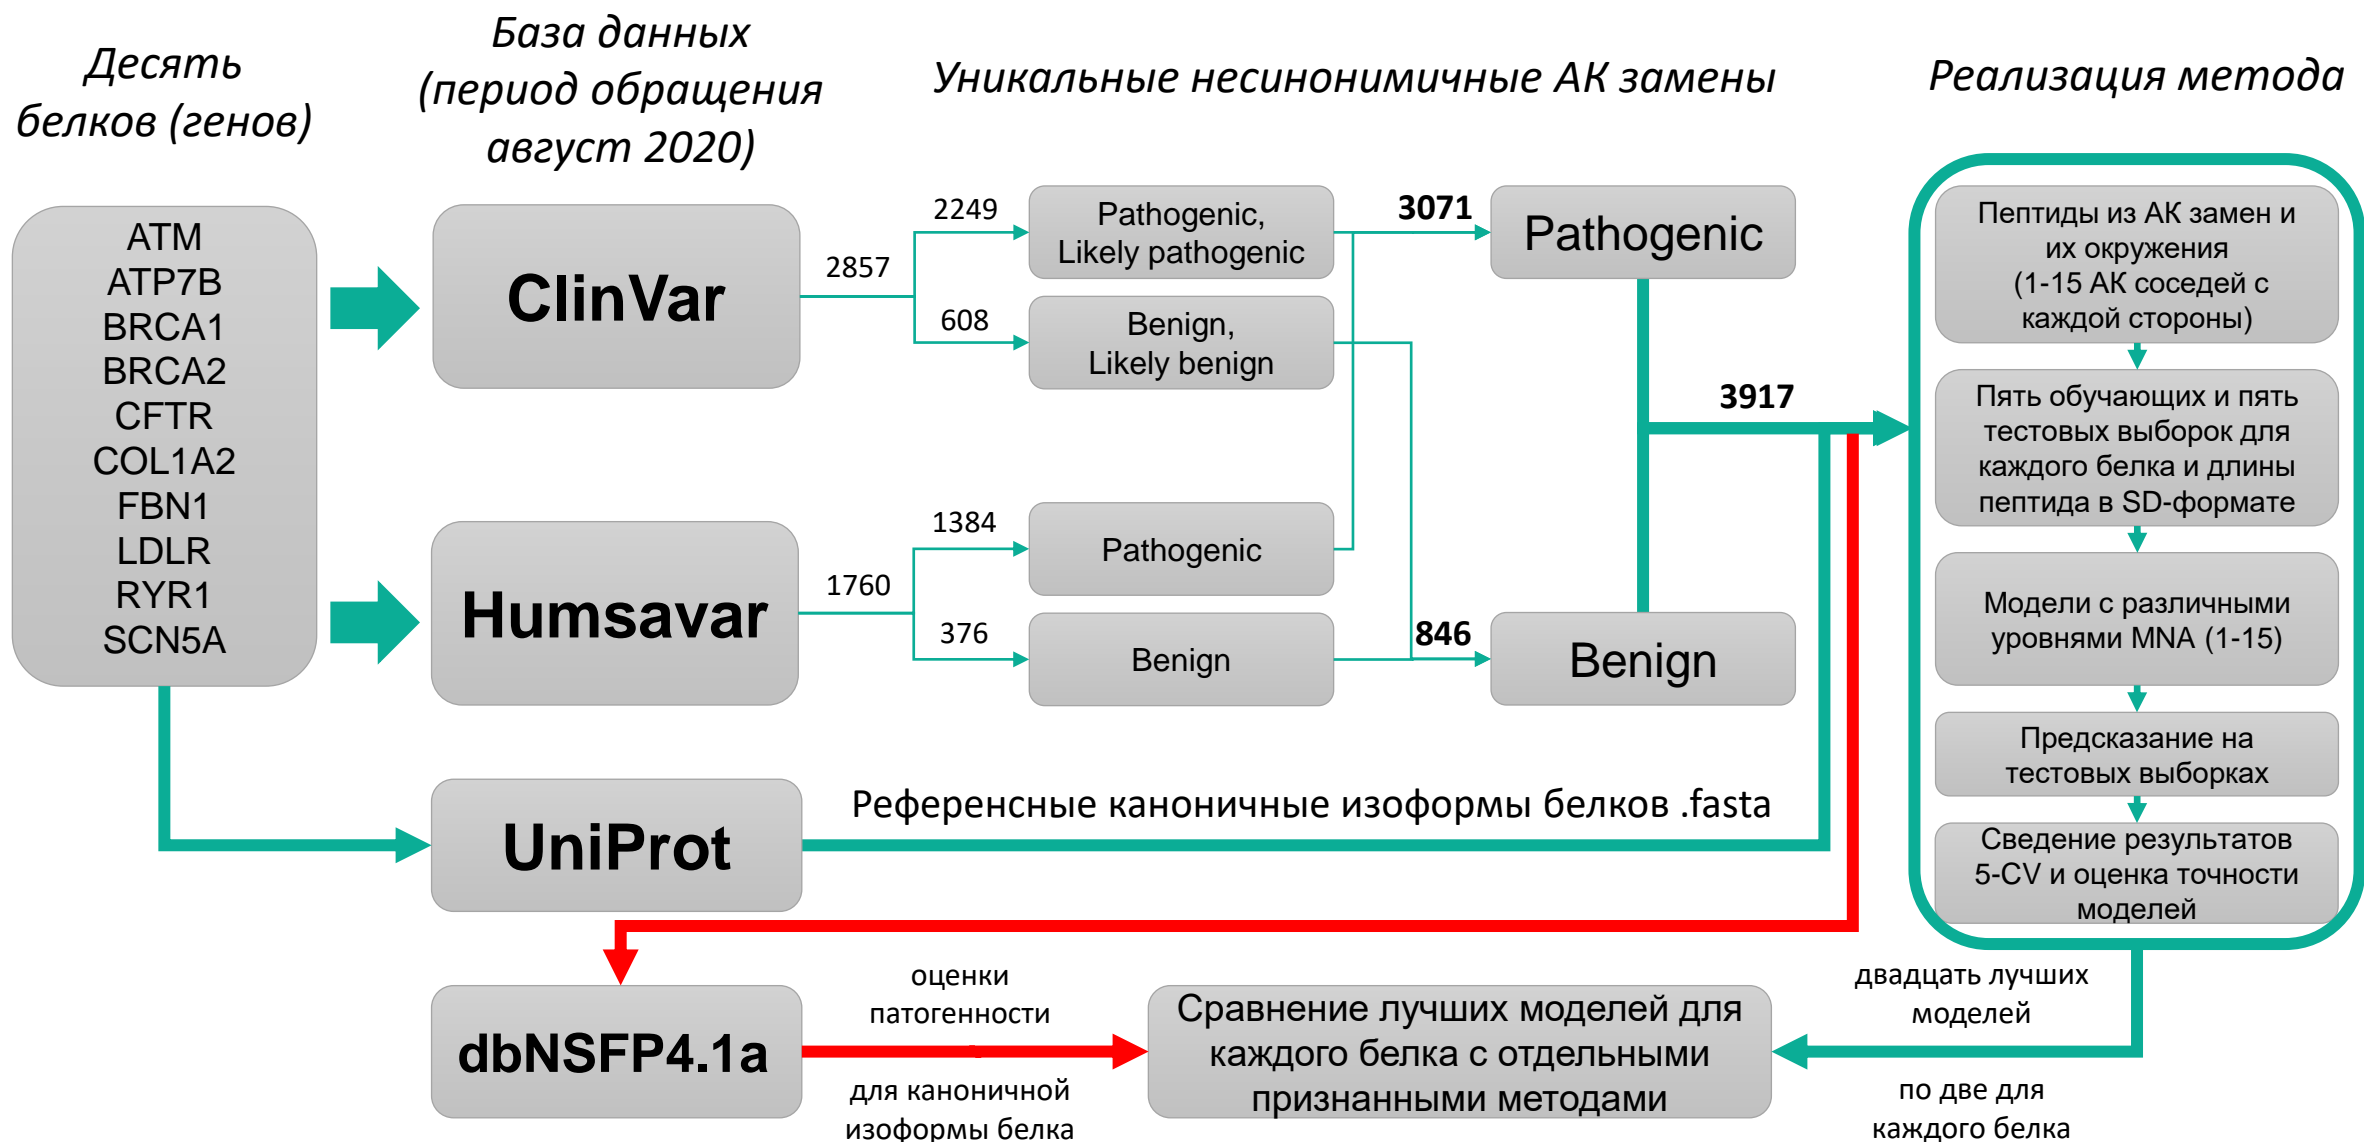 Десять
белков (генов)
База данных
(период обращения
август 2020)
Уникальные несинонимичные АК замены
Реализация метода
ATM
ATP7B
BRCA1
BRCA2
CFTR
COL1A2
FBN1
LDLR
RYR1
SCN5A
ClinVar
2857
2249
608
Pathogenic,
Likely pathogenic
Benign,
Likely benign
3071
Pathogenic
Humsavar
1760
1384
376
Pathogenic
Benign
846
Benign
3917
UniProt
Референсные каноничные изоформы белков .fasta
Пептиды из АК замен и
их окружения
(1-15 АК соседей с
каждой стороны)
Пять обучающих и пять
тестовых выборок для
каждого белка и длины
пептида в SD-формате
Модели с различными
уровнями MNA (1-15)
Предсказание на
тестовых выборках
Сведение результатов
5-CV и оценка точности
моделей
dbNSFP4.1a
оценки
патогенности
для каноничной
изоформы белка
Сравнение лучших моделей для
каждого белка с отдельными
признанными методами
двадцать лучших
моделей
по две для
каждого белка